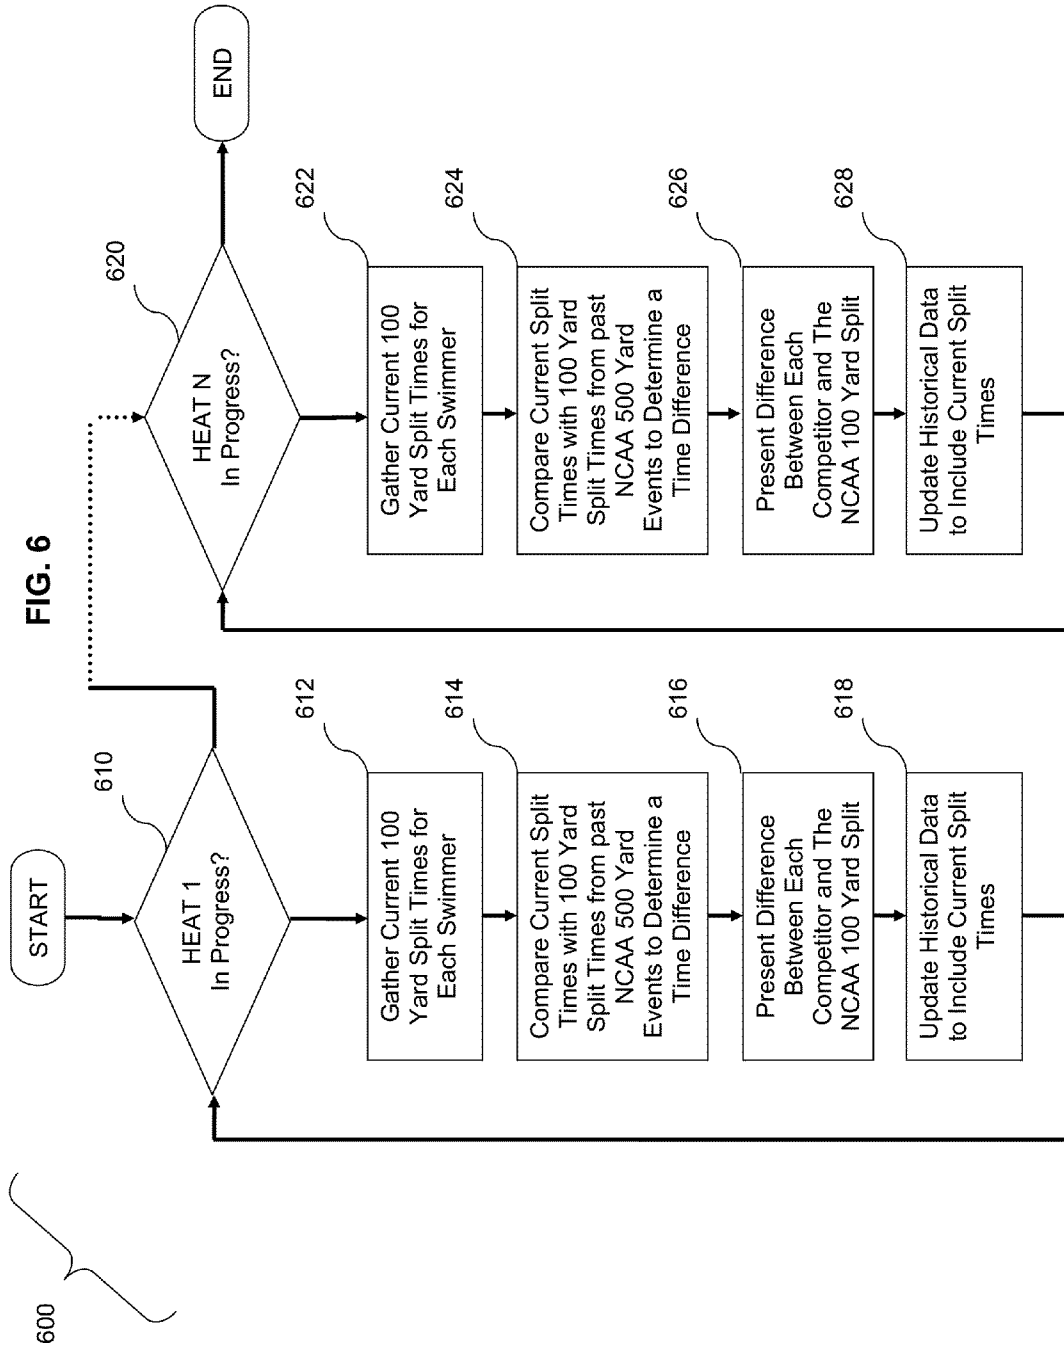 FIG. 6
600
START
610
HEAT 1
In Progress?
612
Gather Current 100
Yard Split Times for
Each Swimmer
614
Compare Current Split
Times with 100 Yard
Split Times from past
NCAA 500 Yard
Events to Determine a
Time Difference
616
Present Difference
Between Each
Competitor and The
NCAA 100 Yard Split
618
Update Historical Data
to Include Current Split
Times
620
HEAT N
In Progress?
END
622
Gather Current 100
Yard Split Times for
Each Swimmer
624
Compare Current Split
Times with 100 Yard
Split Times from past
NCAA 500 Yard
Events to Determine a
Time Difference
626
Present Difference
Between Each
Competitor and The
NCAA 100 Yard Split
628
Update Historical Data
to Include Current Split
Times